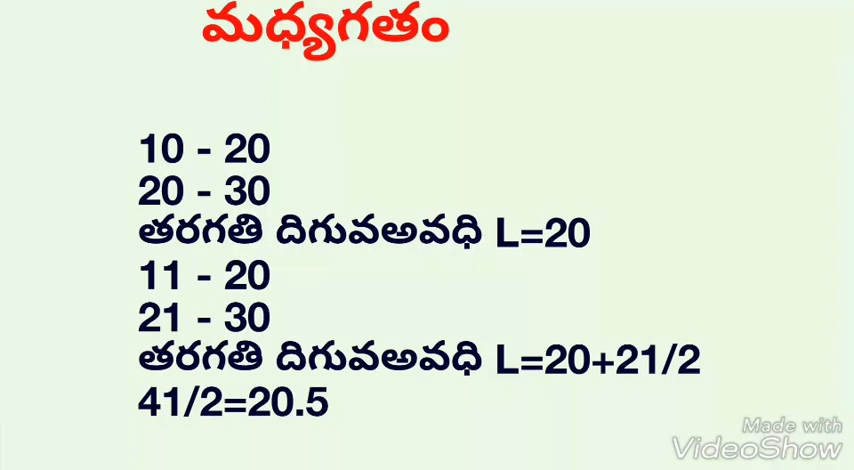 మధ్యగతం
10 - 20
20 - 30
తరగతి దిగువఅవధి L=20
11 - 20
21 - 30
తరగతి దిగువఅవధి L=20+21/2
41/2=20.5
Made with
VideoShow